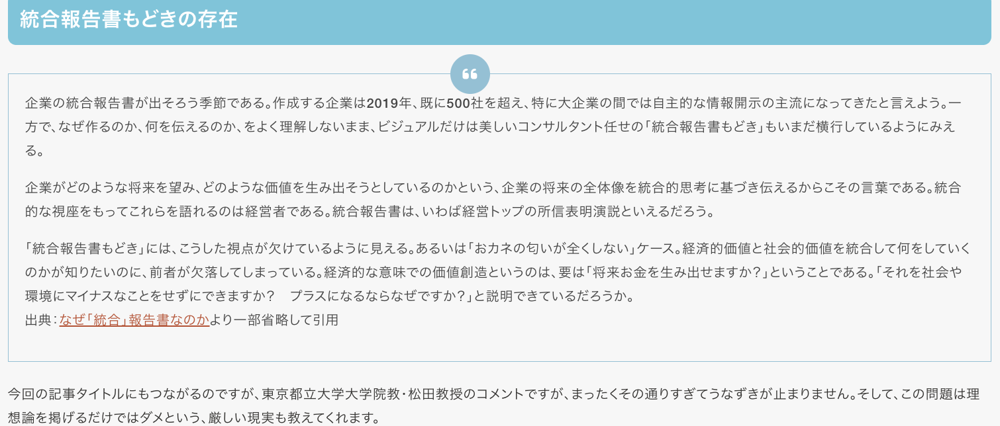 統合報告書もどきの存在
企業の統合報告書が出そろう季節である。作成する企業は2019年、既に500社を超え、特に大企業の間では自主的な情報開示の主流になってきたと言えよう。一
方で、なぜ作るのか、何を伝えるのか、をよく理解しないまま、ビジュアルだけは美しいコンサルタント任せの「統合報告書もどき」もいまだ横行しているようにみえ
る。
企業がどのような将来を望み、どのような価値を生み出そうとしているのかという、企業の将来の全体像を統合的思考に基づき伝えるからこその言葉である。統合
的な視座をもってこれらを語れるのは経営者である。統合報告書は、いわば経営トップの所信表明演説といえるだろう。
「統合報告書もどき」には、こうした視点が欠けているように見える。あるいは「おカネの匂いが全くしない」ケース。経済的価値と社会的価値を統合して何をしていく
のかが知りたいのに、前者が欠落してしまっている。経済的な意味での価値創造というのは、要は「将来お金を生み出せますか？」ということである。「それを社会や
環境にマイナスなことをせずにできますか？　プラスになるならなぜですか？」と説明できているだろうか。
出典：なぜ「統合」報告書なのかより一部省略して引用
今回の記事タイトルにもつながるのですが、東京都立大学大学院教・松田教授のコメントですが、まったくその通りすぎてうなずきが止まりません。そして、この問題は理
想論を掲げるだけではダメという、厳しい現実も教えてくれます。